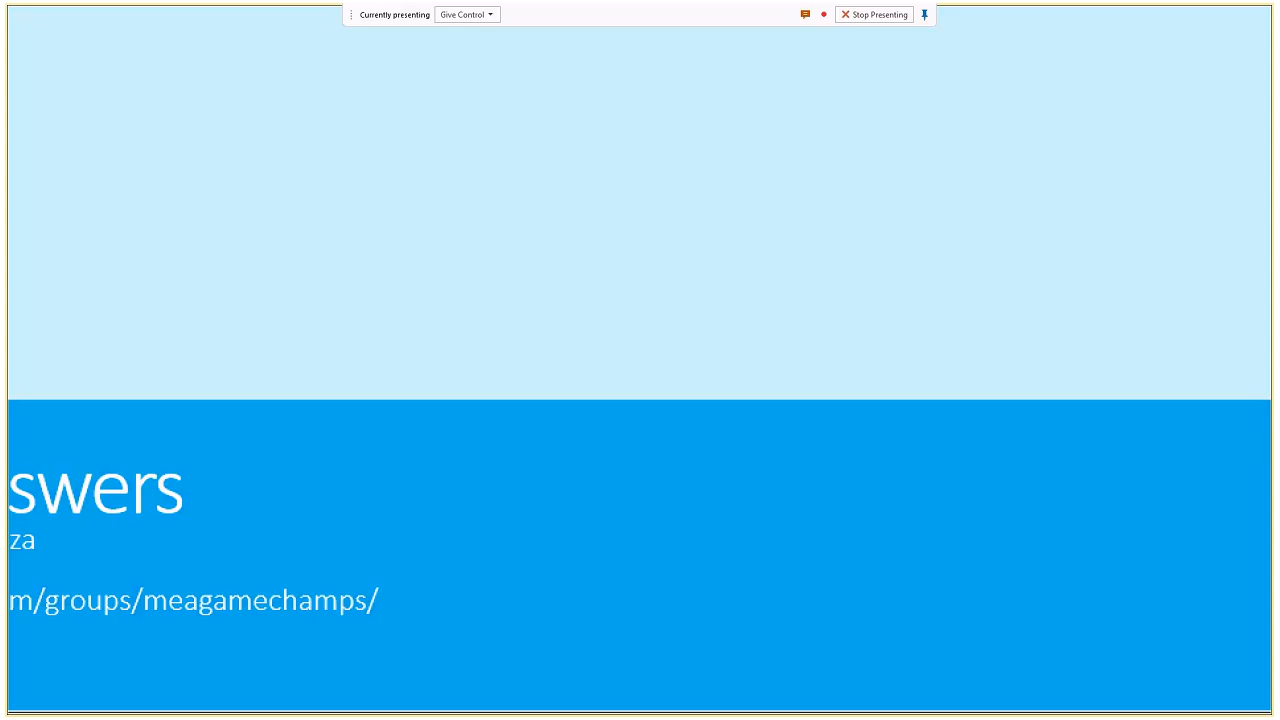 Currently presenting Give Control Stop Presenting
swers
za
m/groups/meagamechamps/